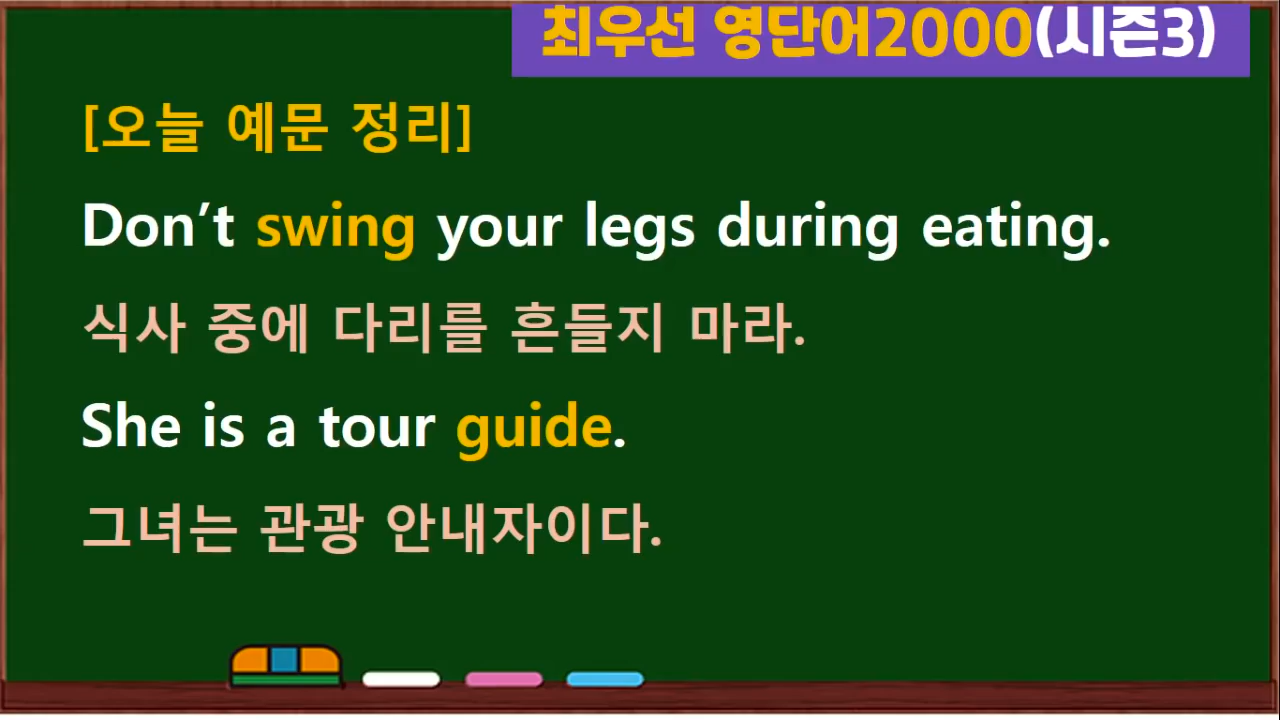 최우선 영단어2000(시즌3)
[오늘 예문 정리]
Don’t swing your legs during eating.
식사 중에 다리를 흔들지 마라.
She is a tour guide.
그녀는 관광 안내자이다.